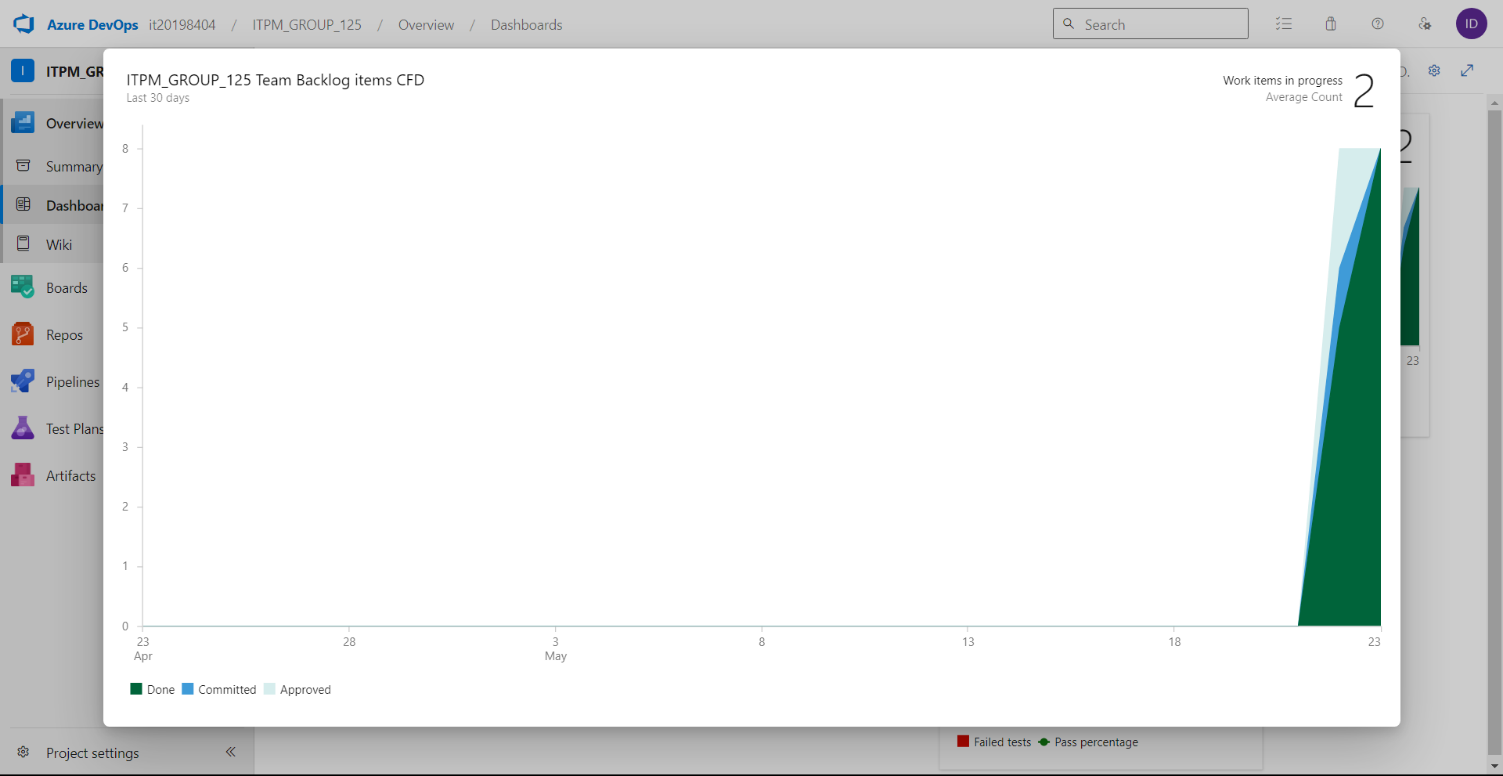 Azure DevOps it20198404 / ITPM_GROUP_125 / Overview / Dashboards
Search
ID
I ITPM_GR
Overview
Summary
Dashboar
Wiki
Boards
Repos
Pipelines
Test Plans
Artifacts
Project settings
ITPM_GROUP_125 Team Backlog items CFD
Last 30 days
Work items in progress
Average Count
2
8
7
6
5
4
3
2
1
0
23 28 3 8 13 18 23
Apr May
Done Committed Approved
2
23
Failed tests Pass percentage